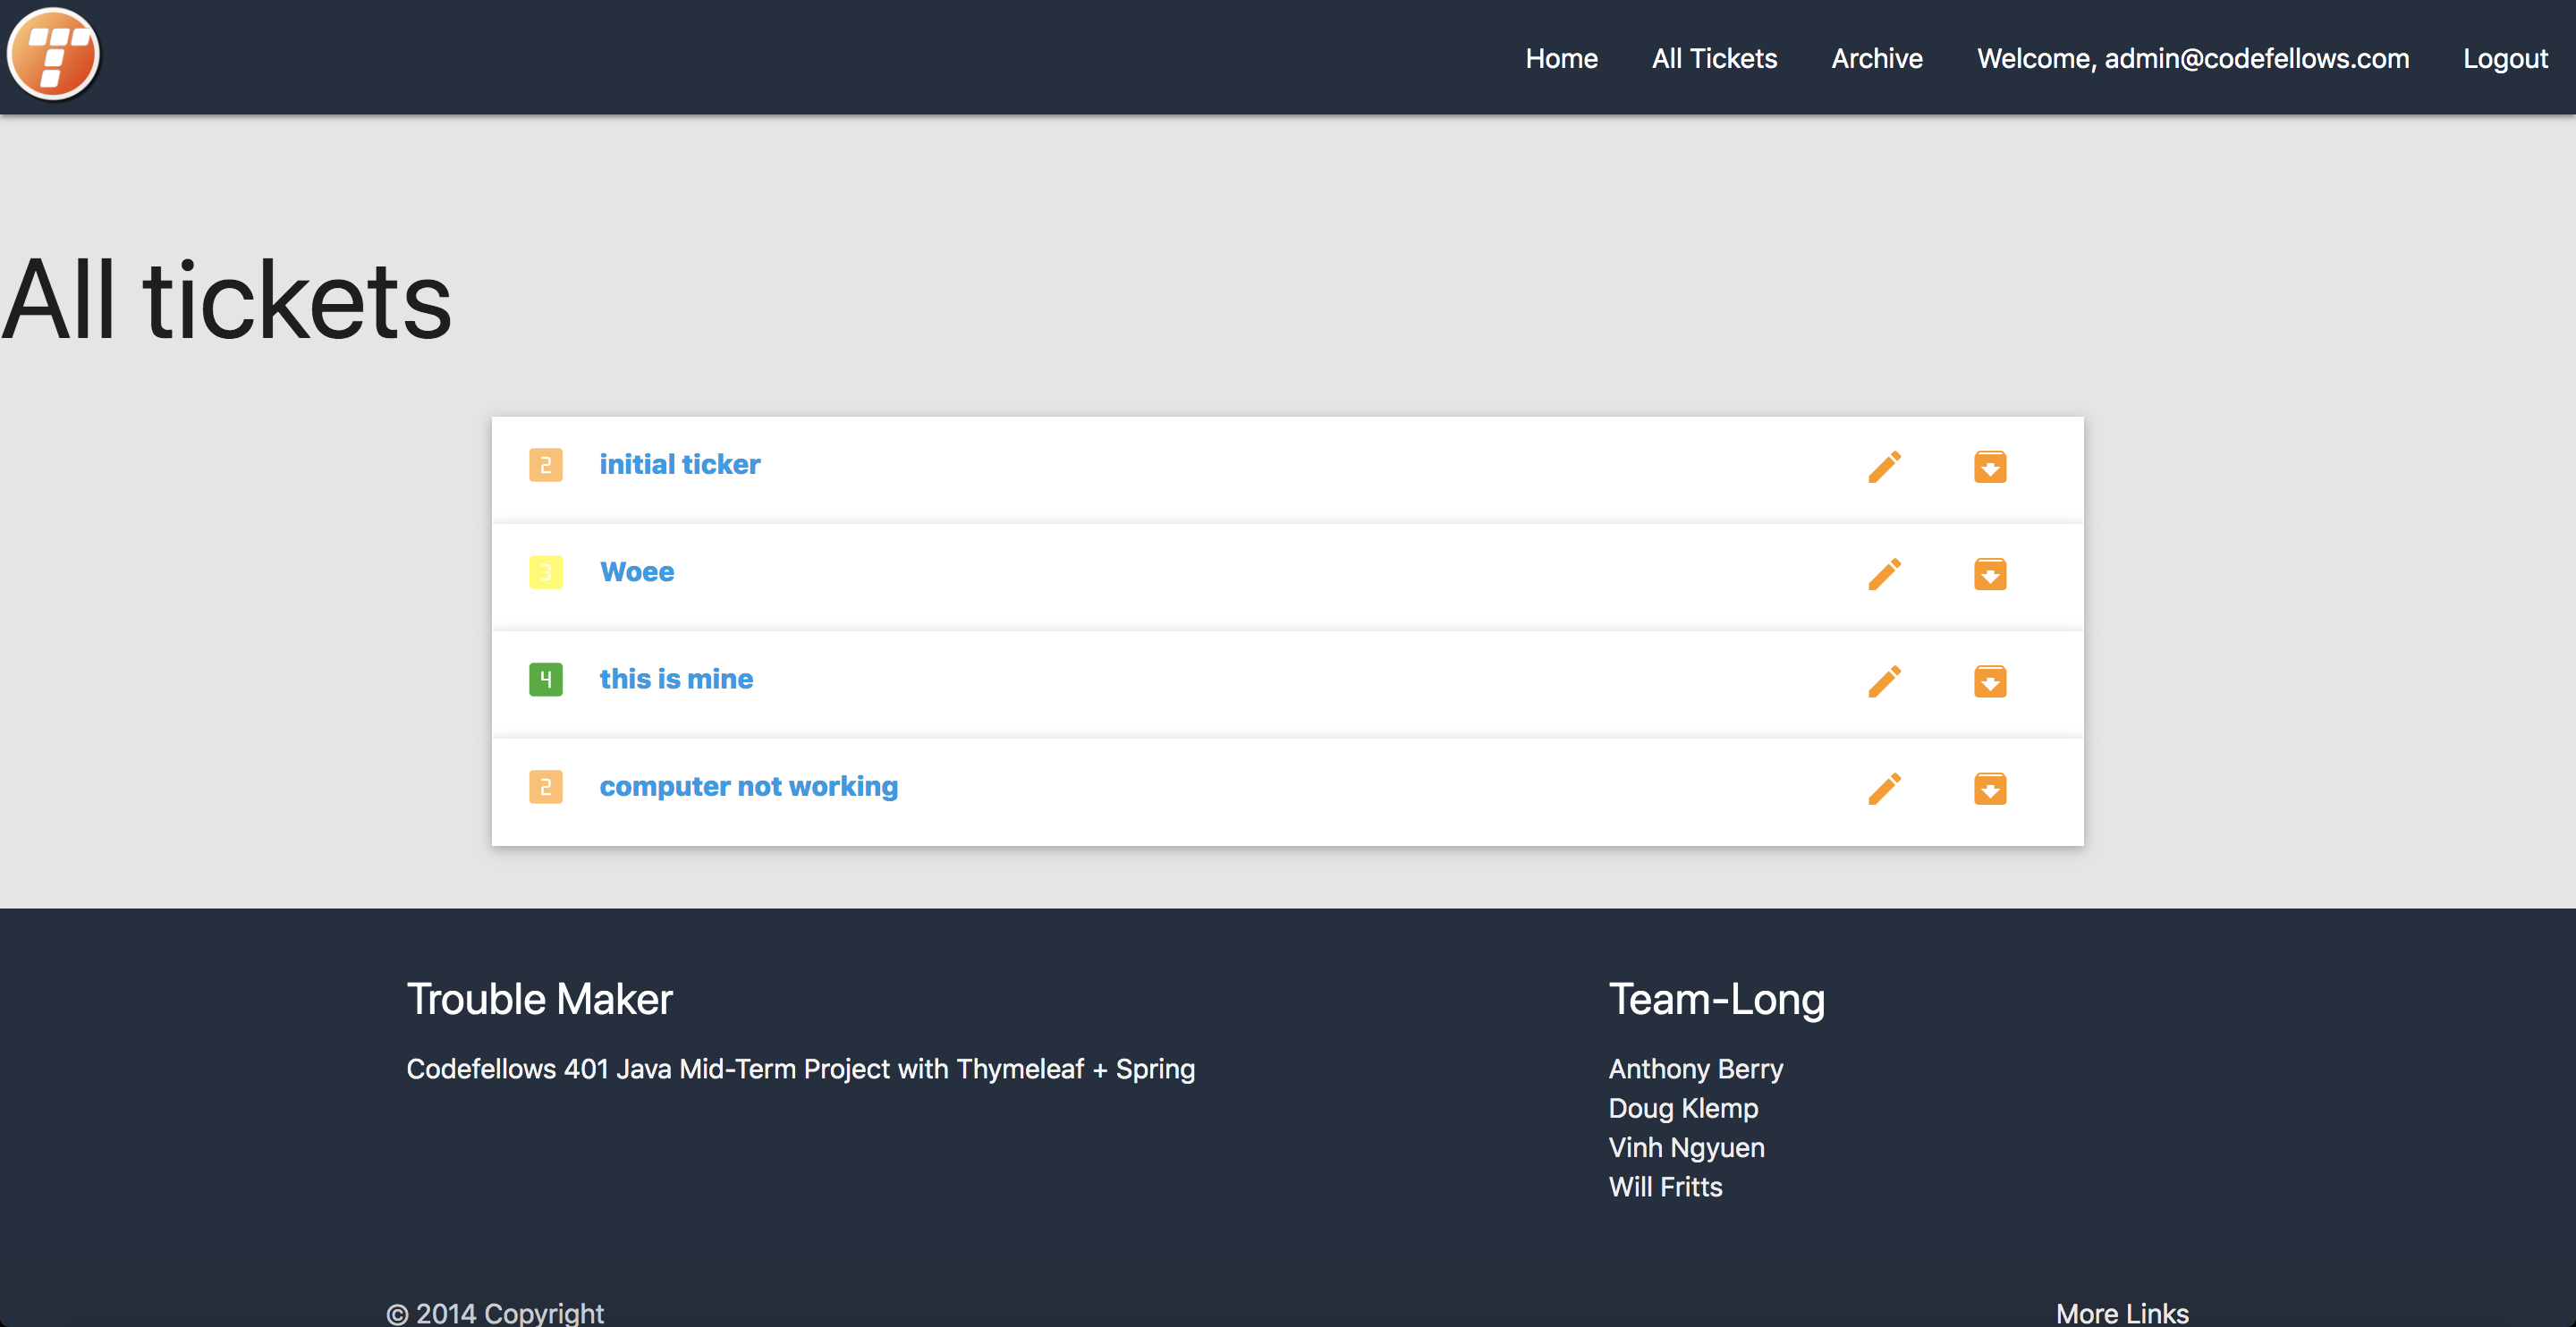 T
Home All Tickets Archive Welcome, admin@codefellows.com Logout
All tickets
2 initial ticker
3 Woee
4 this is mine
2 computer not working
Trouble Maker
Codefellows 401 Java Mid-Term Project with Thymeleaf + Spring
Team-Long
Anthony Berry
Doug Klemp
Vinh Ngyuen
Will Fritts
© 2014 Copyright
More Links